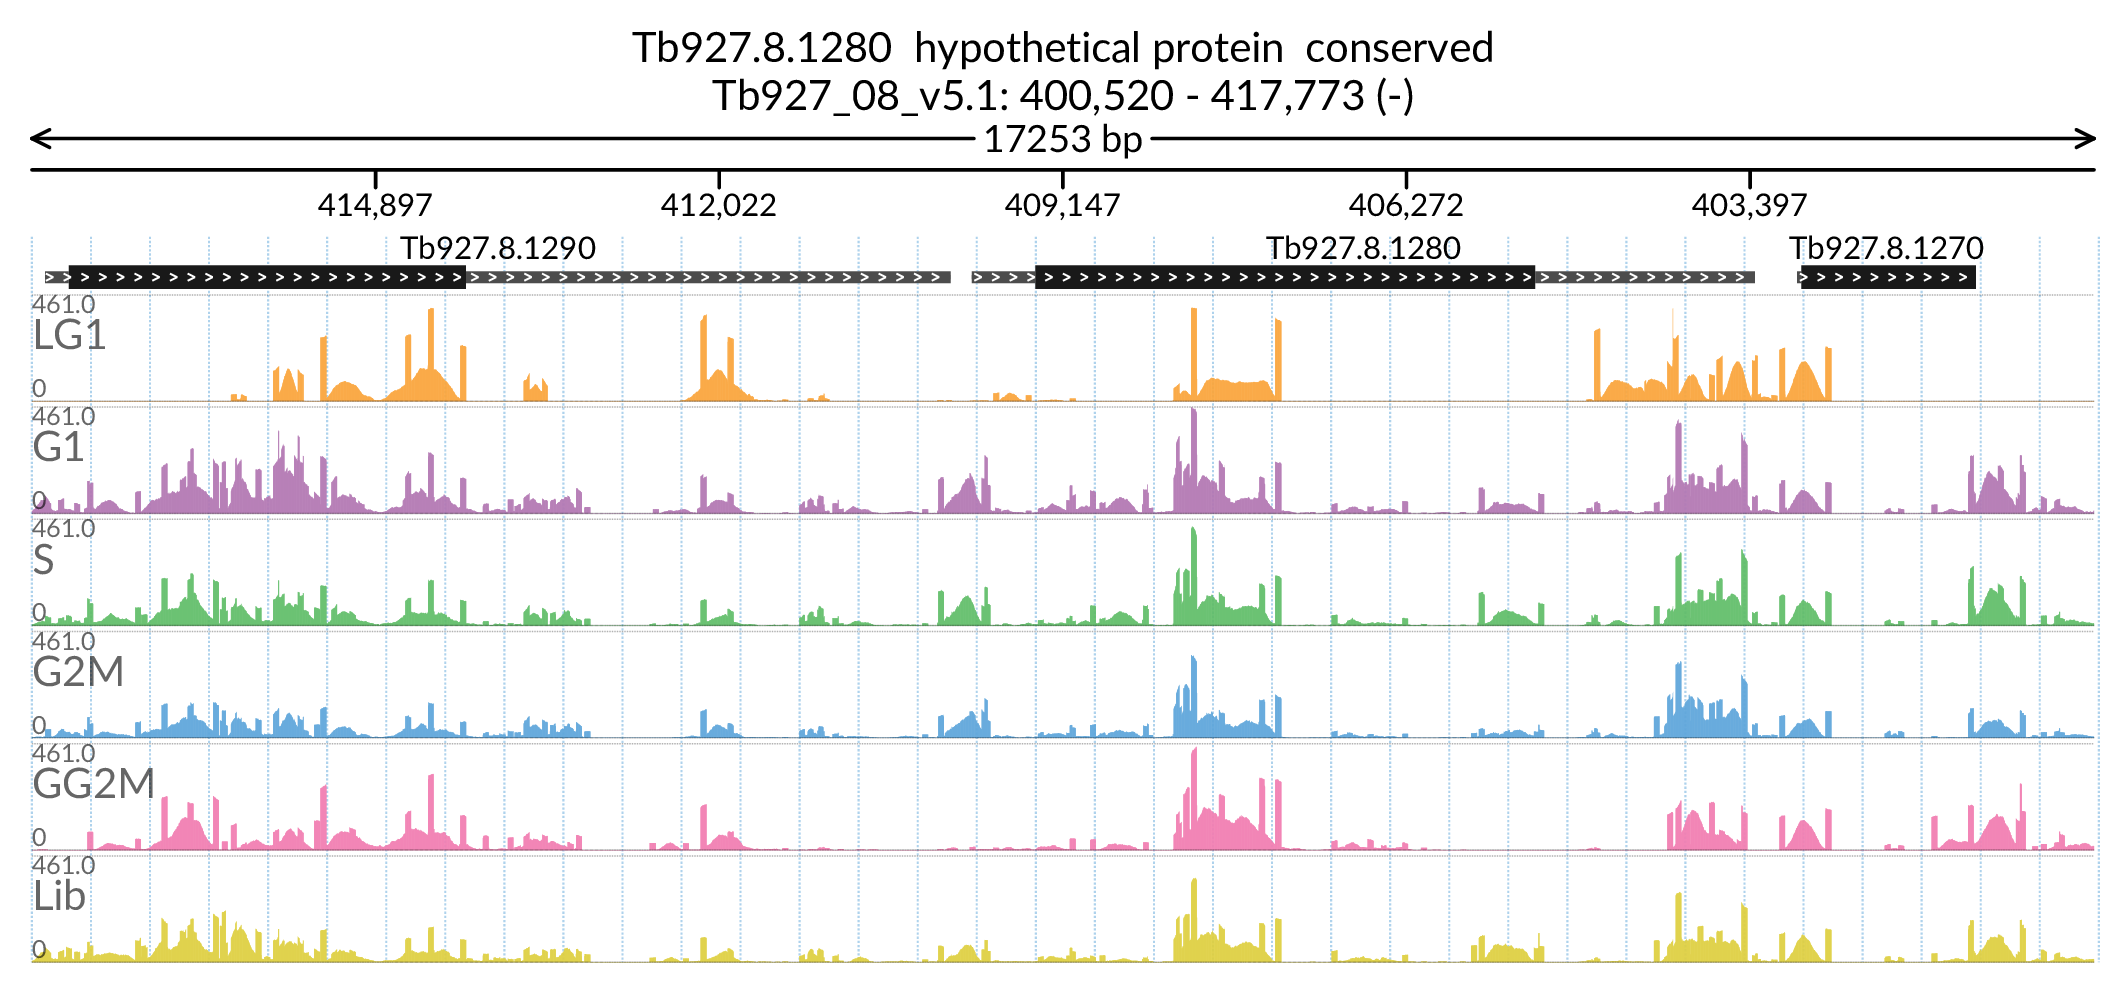 Tb927.8.1280  hypothetical protein  conserved
Tb927_08_v5.1: 400,520 - 417,773 (-)
17253 bp
414,897 412,022 409,147 406,272 403,397
Tb927.8.1290 Tb927.8.1280 Tb927.8.1270
461.0
LG1
0
461.0
G1
0
461.0
S
0
461.0
G2M
0
461.0
GG2M
0
461.0
Lib
0